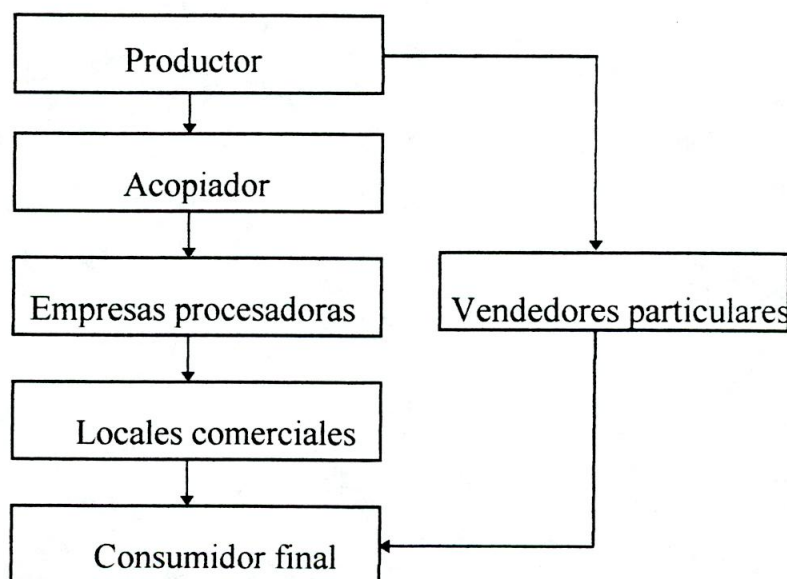 Productor
Acopiador
Empresas procesadoras
Vendedores particulares
Locales comerciales
Consumidor final